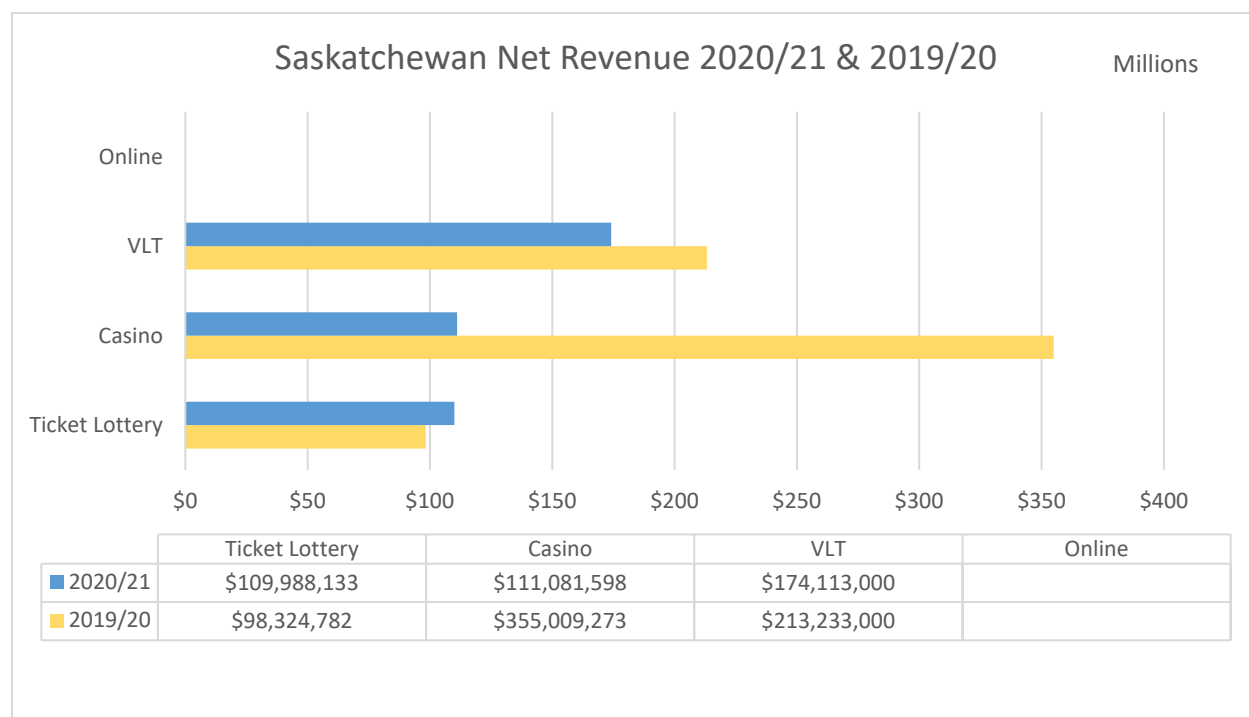 Saskatchewan Net Revenue 2020/21 & 2019/20
Millions
Online
VLT
Casino
Ticket Lottery
$0 $50 $100 $150 $200 $250 $300 $350 $400
Ticket Lottery Casino VLT Online
2020/21 $109,988,133 $111,081,598 $174,113,000
2019/20 $98,324,782 $355,009,273 $213,233,000